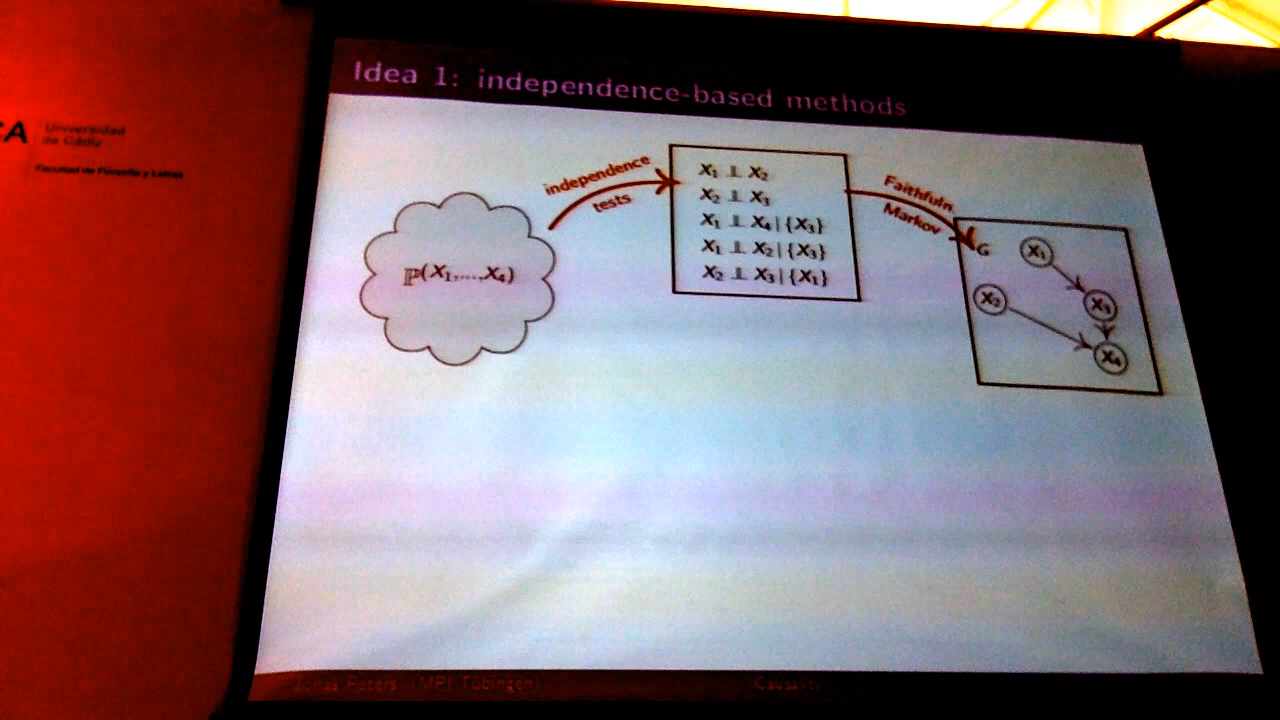 Idea 1: independence-based methods
CA
Universidad
de Cádiz
Facultad de Filosofía y Letras
independence
tests
P(X1,...,X4)
X1 ⫫ X2
X2 ⫫ X3
X1 ⫫ X4 | {X3}
X1 ⫫ X2 | {X3}
X2 ⫫ X3 | {X1}
Faithfuln.
Markov
G
X1
X2
X3
X4
Jonas Peters (MPI Tübingen)
Causality